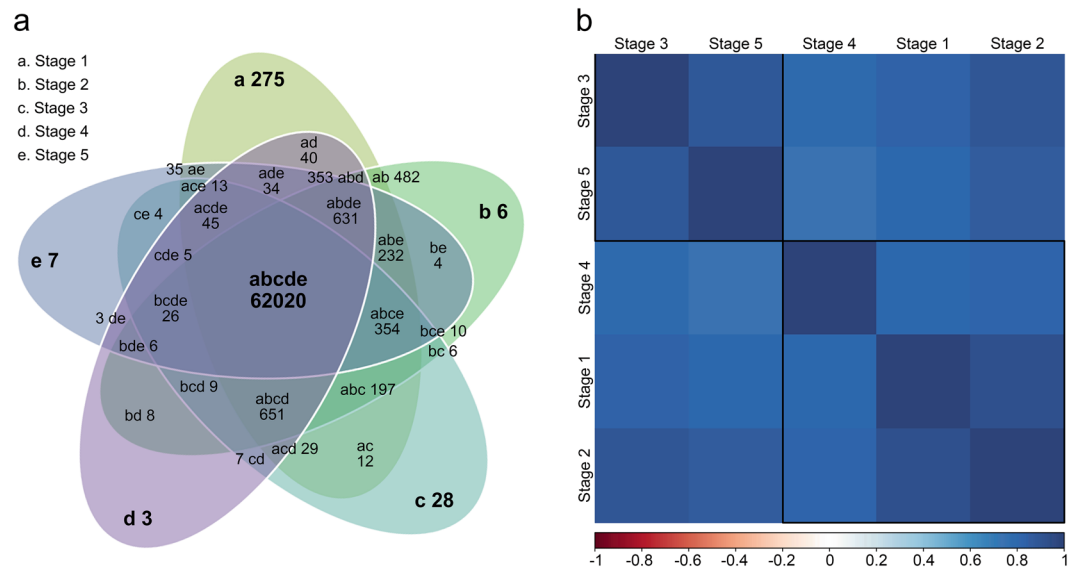 a
a. Stage 1
b. Stage 2
c. Stage 3
d. Stage 4
e. Stage 5
a 275
ad
40
35 ae
ace 13
ade
34
353 abd
ab 482
ce 4
acde
45
abde
631
b 6
cde 5
abe
232
be
4
e 7
abcde
62020
bcde
26
3 de
abce
354
bce 10
bde 6
bc 6
bcd 9
abc 197
bd 8
abcd
651
7 cd
acd 29
ac
12
d 3
c 28
b
Stage 3
Stage 5
Stage 4
Stage 1
Stage 2
Stage 3
Stage 5
Stage 4
Stage 1
Stage 2
-1 -0.8 -0.6 -0.4 -0.2 0 0.2 0.4 0.6 0.8 1